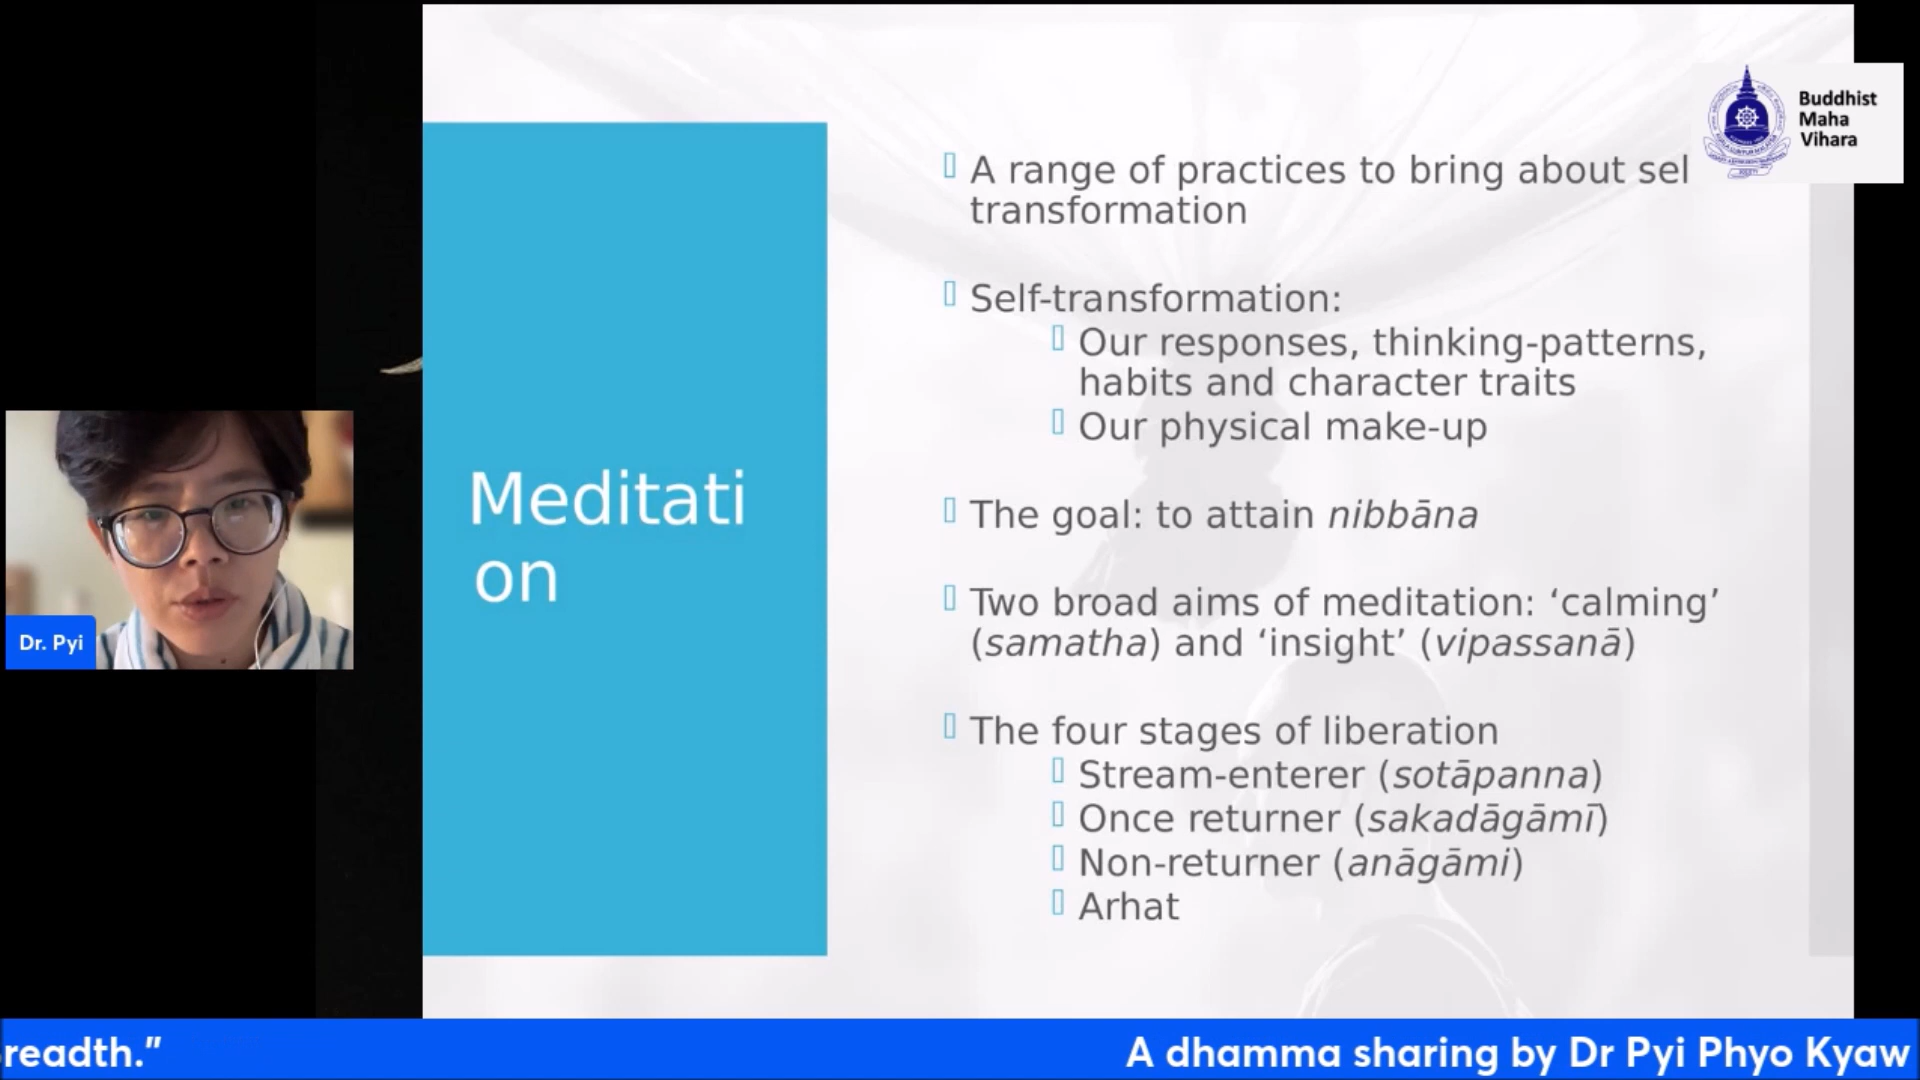 Buddhist
Maha
Vihara
A range of practices to bring about sel
transformation
Self-transformation:
Our responses, thinking-patterns,
habits and character traits
Our physical make-up
Meditati
on
The goal: to attain nibbāna
Two broad aims of meditation: ‘calming’
(samatha) and ‘insight’ (vipassanā)
The four stages of liberation
Stream-enterer (sotāpanna)
Once returner (sakadāgāmī)
Non-returner (anāgāmi)
Arhat
Dr. Pyi
readth.”
A dhamma sharing by Dr Pyi Phyo Kyaw